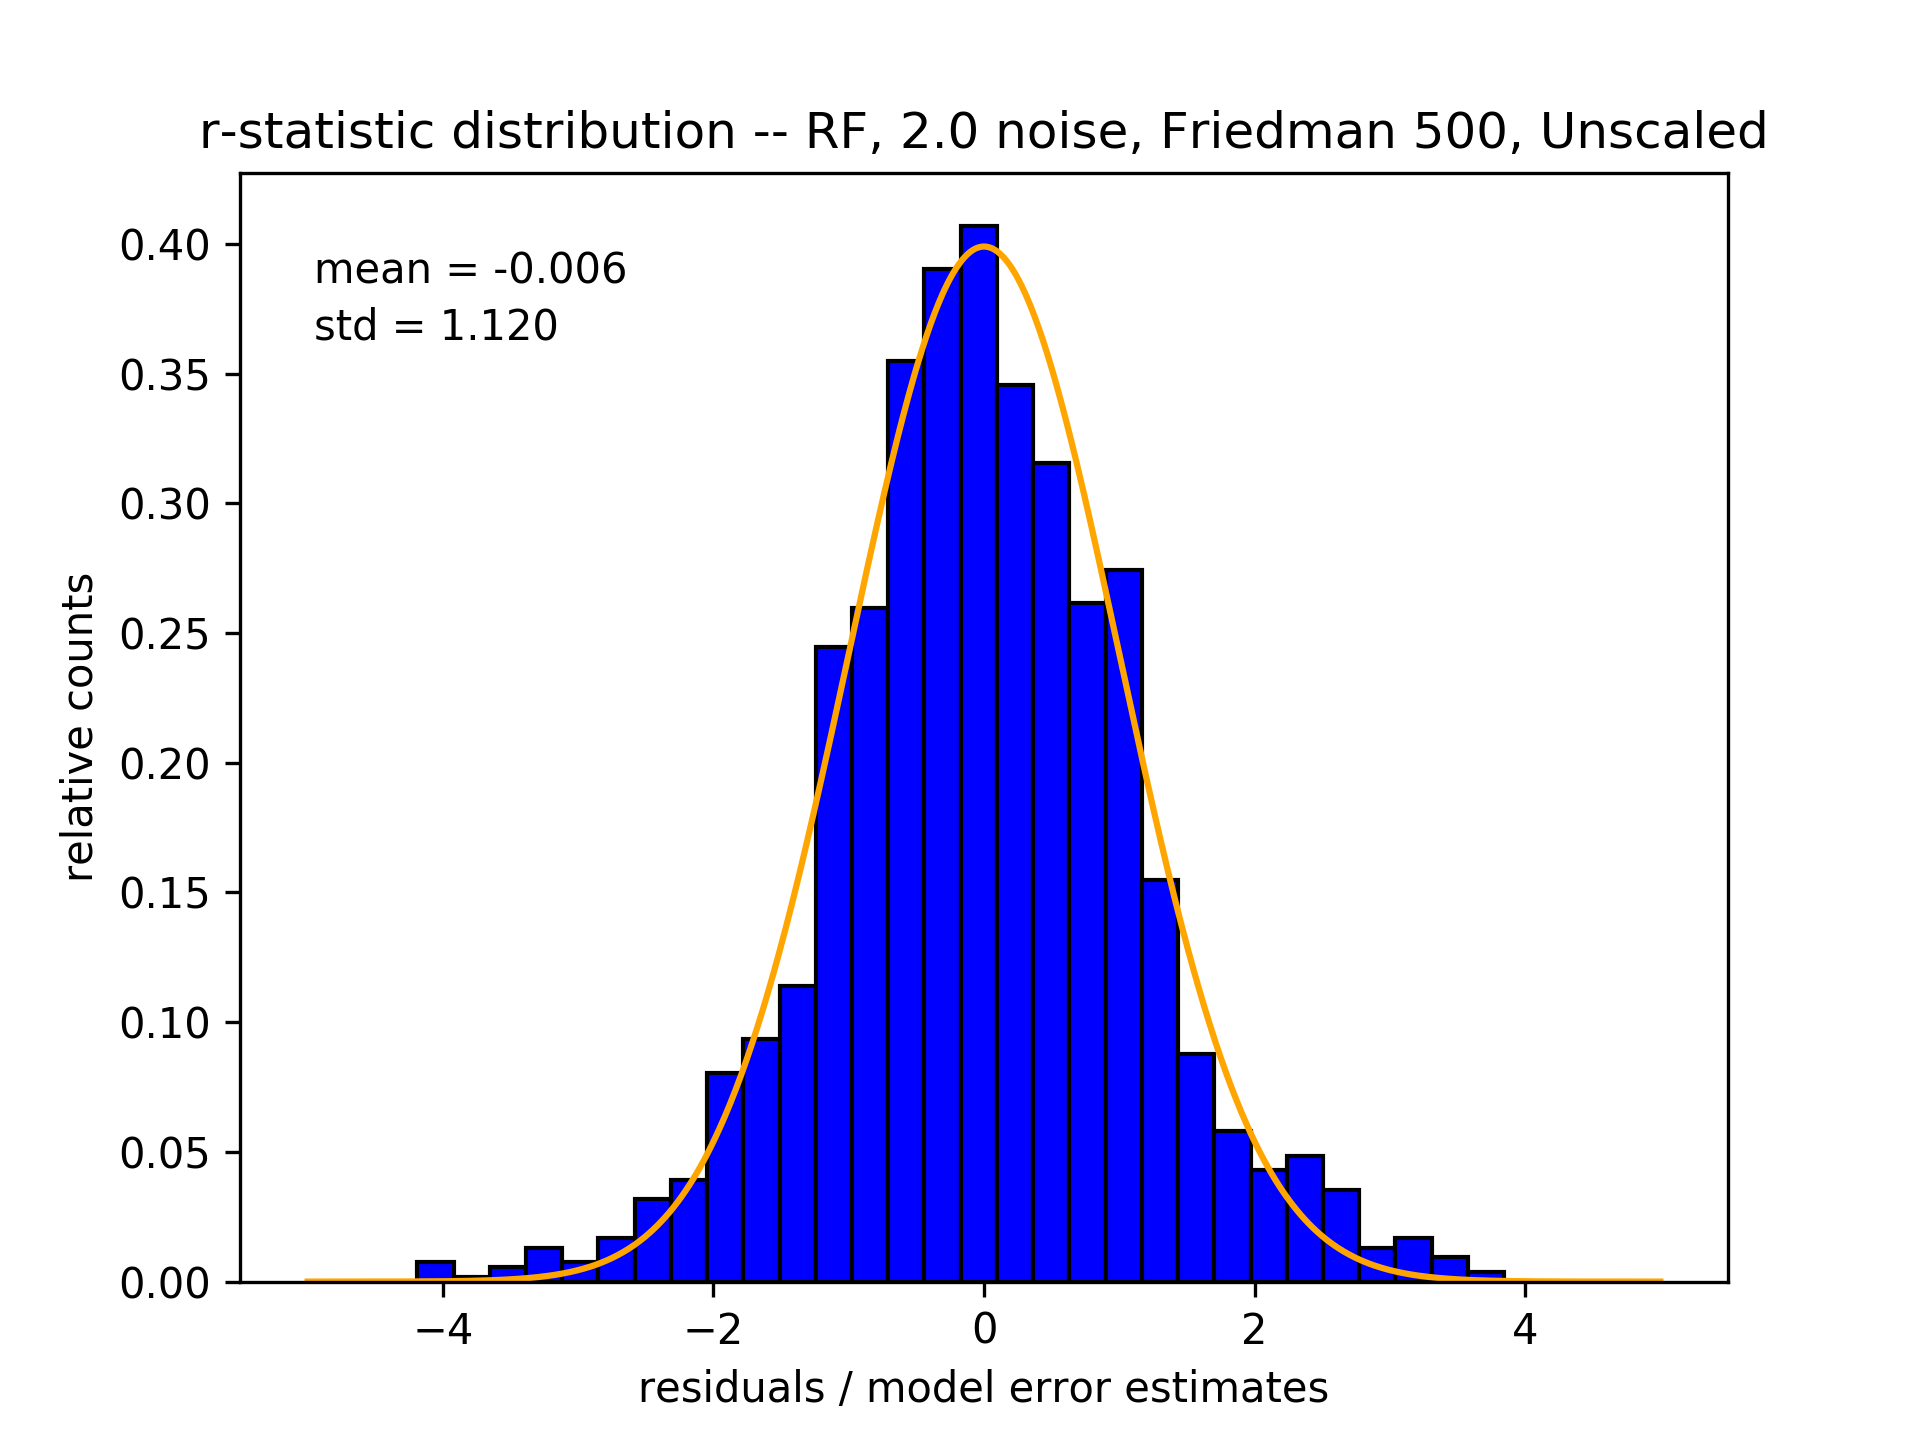 r-statistic distribution -- RF, 2.0 noise, Friedman 500, Unscaled
mean = -0.006
std = 1.120
0.40
0.35
0.30
0.25
0.20
0.15
0.10
0.05
0.00
relative counts
−4
−2
0
2
4
residuals / model error estimates